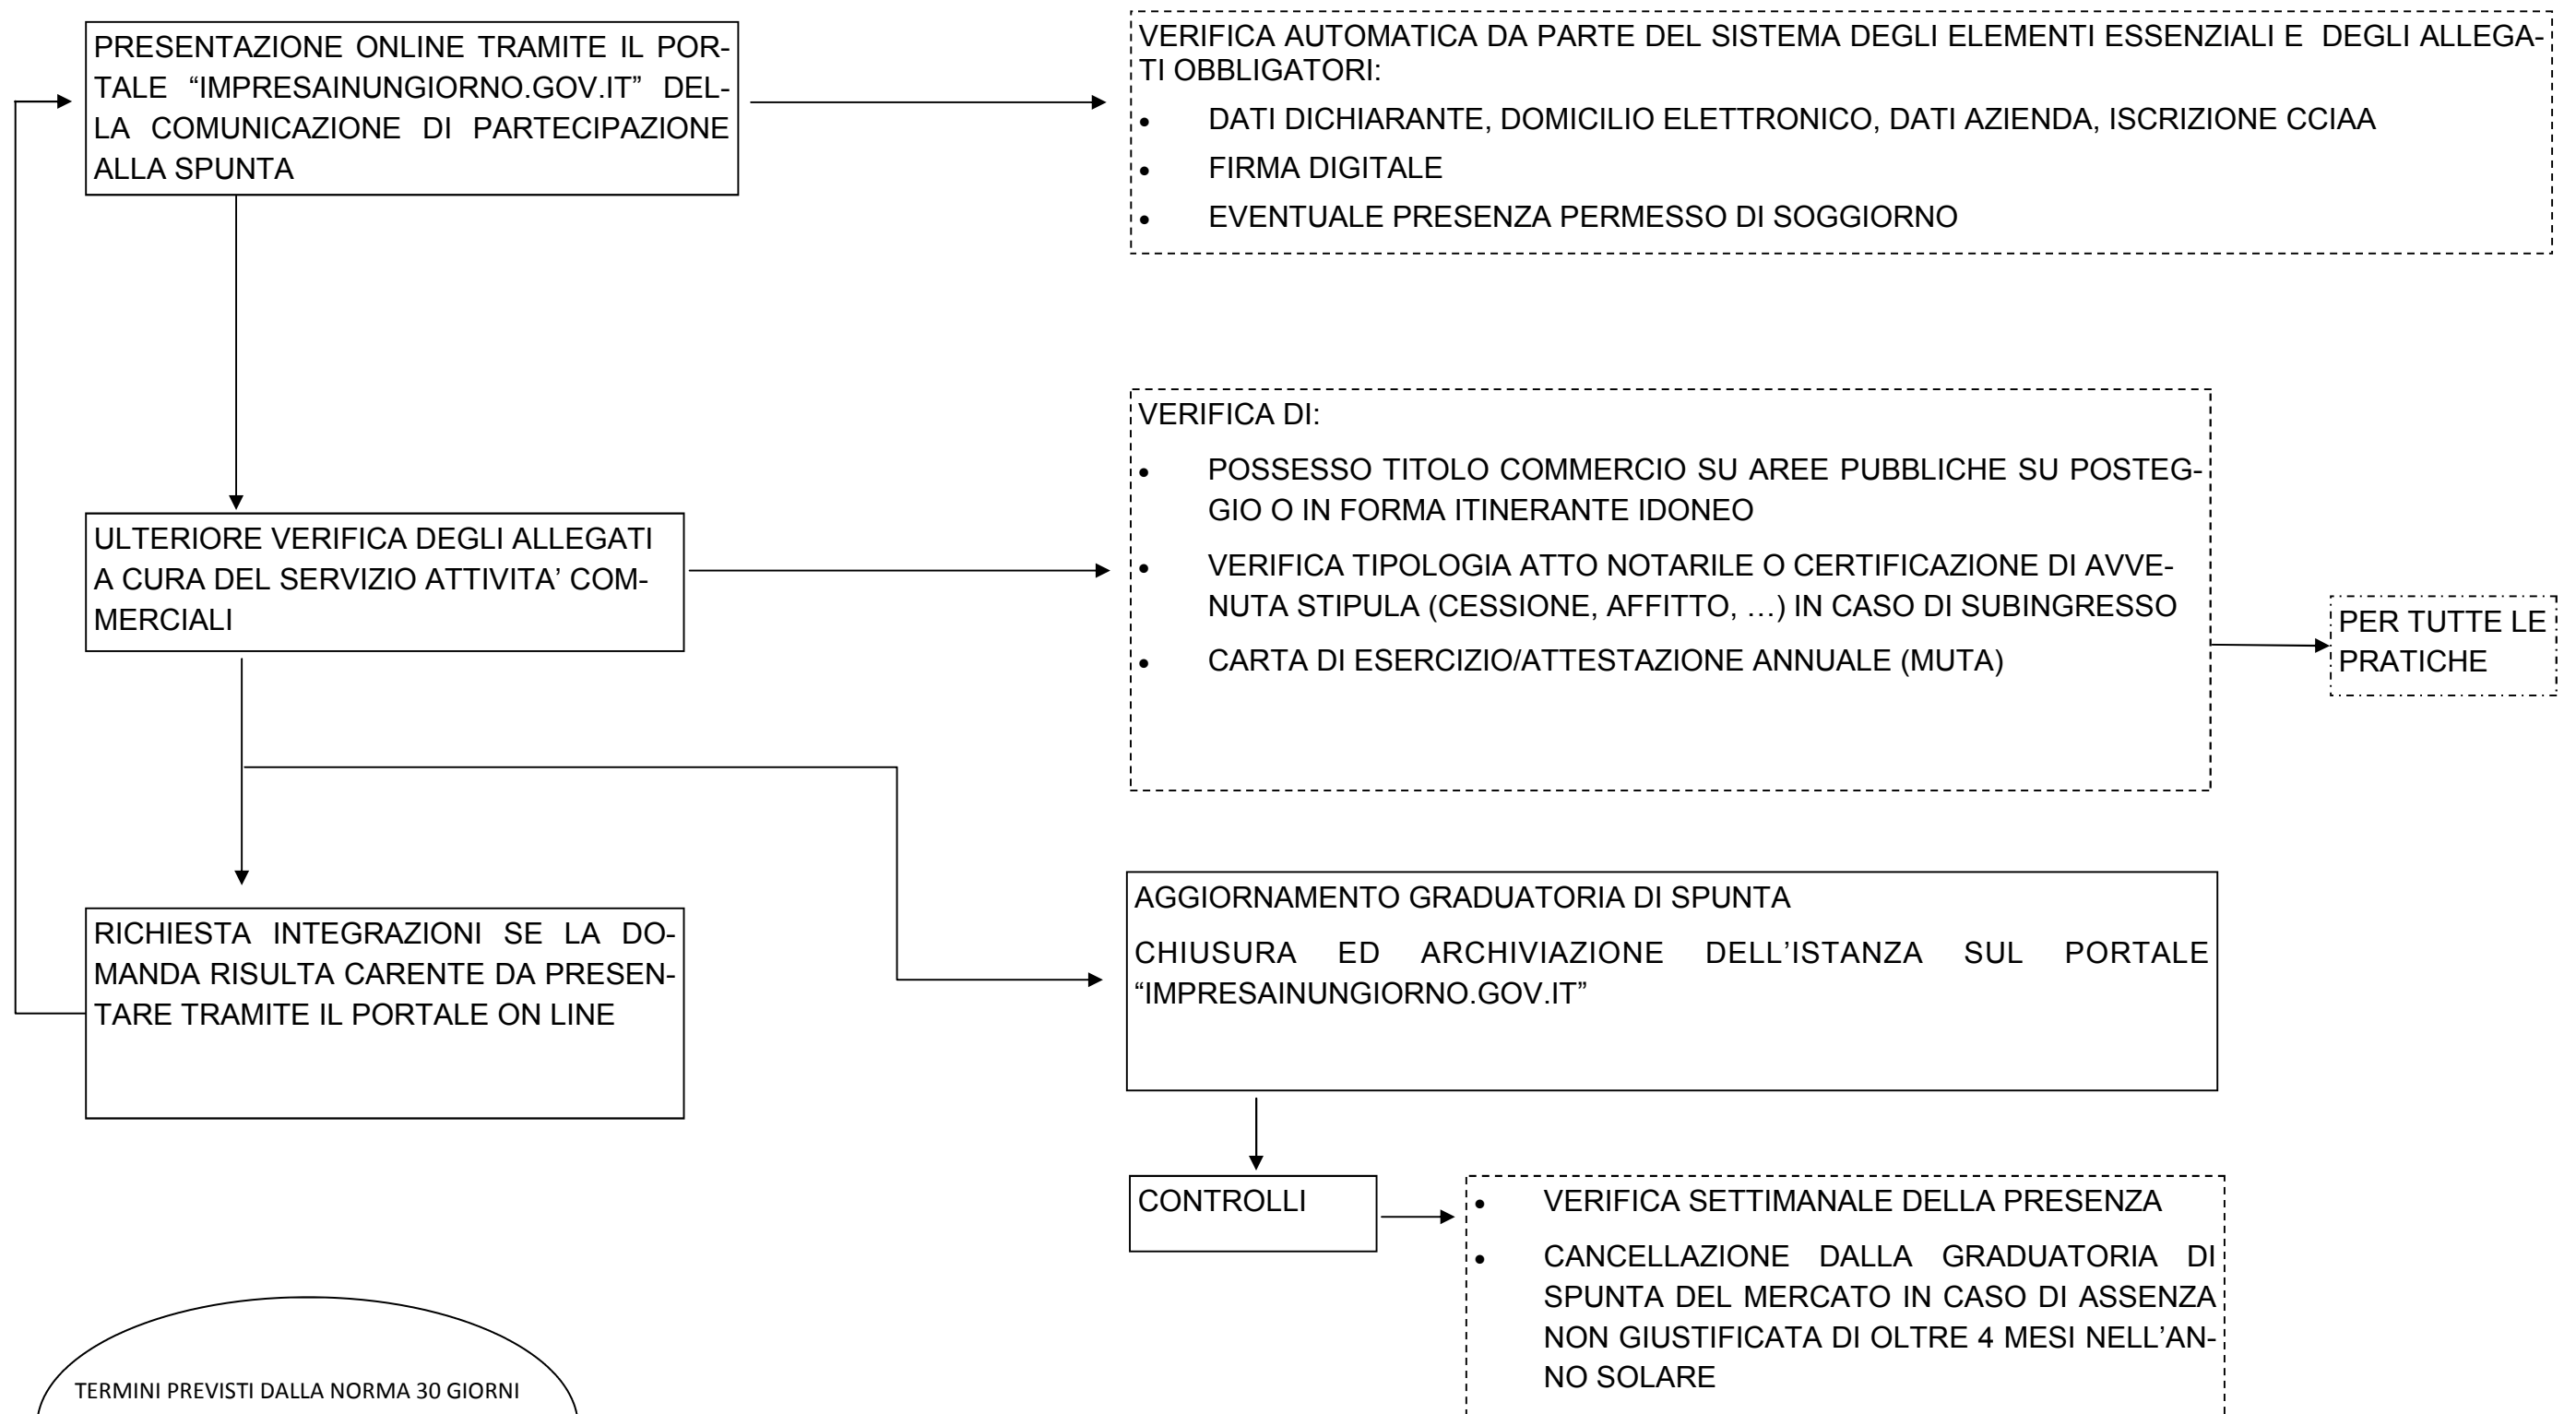 PRESENTAZIONE ONLINE TRAMITE IL POR-
TALE “IMPRESAINUNGIORNO.GOV.IT” DEL-
LA COMUNICAZIONE DI PARTECIPAZIONE
ALLA SPUNTA
VERIFICA AUTOMATICA DA PARTE DEL SISTEMA DEGLI ELEMENTI ESSENZIALI E DEGLI ALLEGA-
TI OBBLIGATORI:
• DATI DICHIARANTE, DOMICILIO ELETTRONICO, DATI AZIENDA, ISCRIZIONE CCIAA
• FIRMA DIGITALE
• EVENTUALE PRESENZA PERMESSO DI SOGGIORNO
ULTERIORE VERIFICA DEGLI ALLEGATI
A CURA DEL SERVIZIO ATTIVITA’ COM-
MERCIALI
VERIFICA DI:
• POSSESSO TITOLO COMMERCIO SU AREE PUBBLICHE SU POSTEG-
GIO O IN FORMA ITINERANTE IDONEO
• VERIFICA TIPOLOGIA ATTO NOTARILE O CERTIFICAZIONE DI AVVE-
NUTA STIPULA (CESSIONE, AFFITTO, …) IN CASO DI SUBINGRESSO
• CARTA DI ESERCIZIO/ATTESTAZIONE ANNUALE (MUTA)
PER TUTTE LE
PRATICHE
RICHIESTA INTEGRAZIONI SE LA DO-
MANDA RISULTA CARENTE DA PRESEN-
TARE TRAMITE IL PORTALE ON LINE
AGGIORNAMENTO GRADUATORIA DI SPUNTA
CHIUSURA ED ARCHIVIAZIONE DELL’ISTANZA SUL PORTALE
“IMPRESAINUNGIORNO.GOV.IT”
CONTROLLI
• VERIFICA SETTIMANALE DELLA PRESENZA
• CANCELLAZIONE DALLA GRADUATORIA DI
SPUNTA DEL MERCATO IN CASO DI ASSENZA
NON GIUSTIFICATA DI OLTRE 4 MESI NELL’AN-
NO SOLARE
TERMINI PREVISTI DALLA NORMA 30 GIORNI